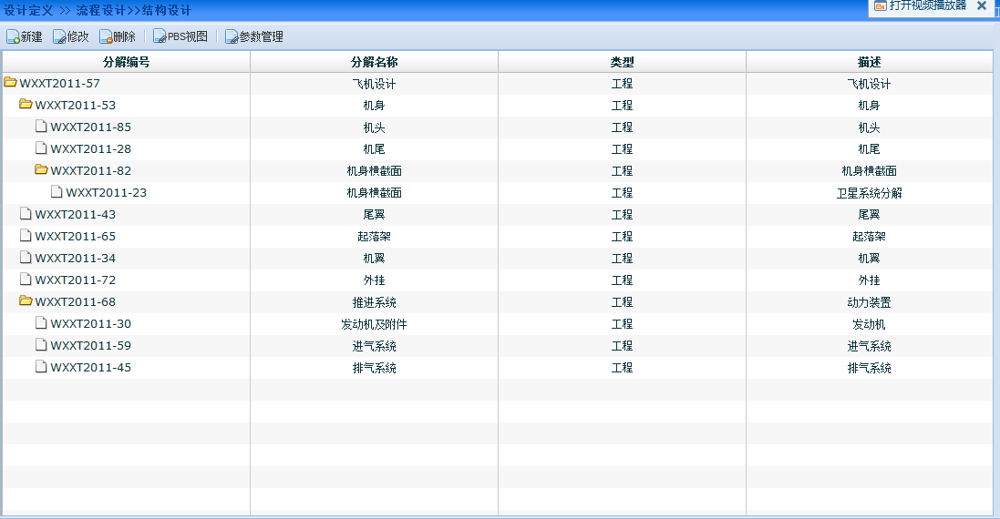 设计定义 >> 流程设计>>结构设计
打开视频播放器
新建 修改 删除 PBS视图 参数管理
分解编号 分解名称 类型 描述
WXXT2011-57 飞机设计 工程 飞机设计
WXXT2011-53 机身 工程 机身
WXXT2011-85 机头 工程 机头
WXXT2011-28 机尾 工程 机尾
WXXT2011-82 机身横截面 工程 机身横截面
WXXT2011-23 机身横截面 工程 卫星系统分解
WXXT2011-43 尾翼 工程 尾翼
WXXT2011-65 起落架 工程 起落架
WXXT2011-34 机翼 工程 机翼
WXXT2011-72 外挂 工程 外挂
WXXT2011-68 推进系统 工程 动力装置
WXXT2011-30 发动机及附件 工程 发动机
WXXT2011-59 进气系统 工程 进气系统
WXXT2011-45 排气系统 工程 排气系统